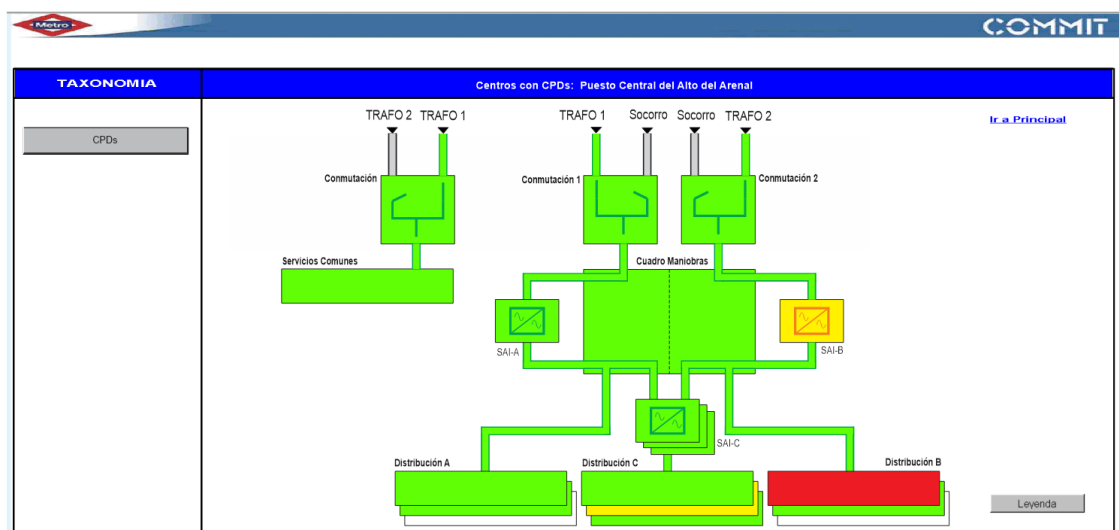 Metro
COMMIT
TAXONOMIA
Centros con CPDs: Puesto Central del Alto del Arenal
CPDs
TRAFO 2 TRAFO 1
TRAFO 1 Socorro Socorro TRAFO 2
Ir a Principal
Conmutación
Conmutación 1
Conmutación 2
Servicios Comunes
Cuadro Maniobras
SAI-A
SAI-B
SAI-C
Distribución A
Distribución C
Distribución B
Leyenda